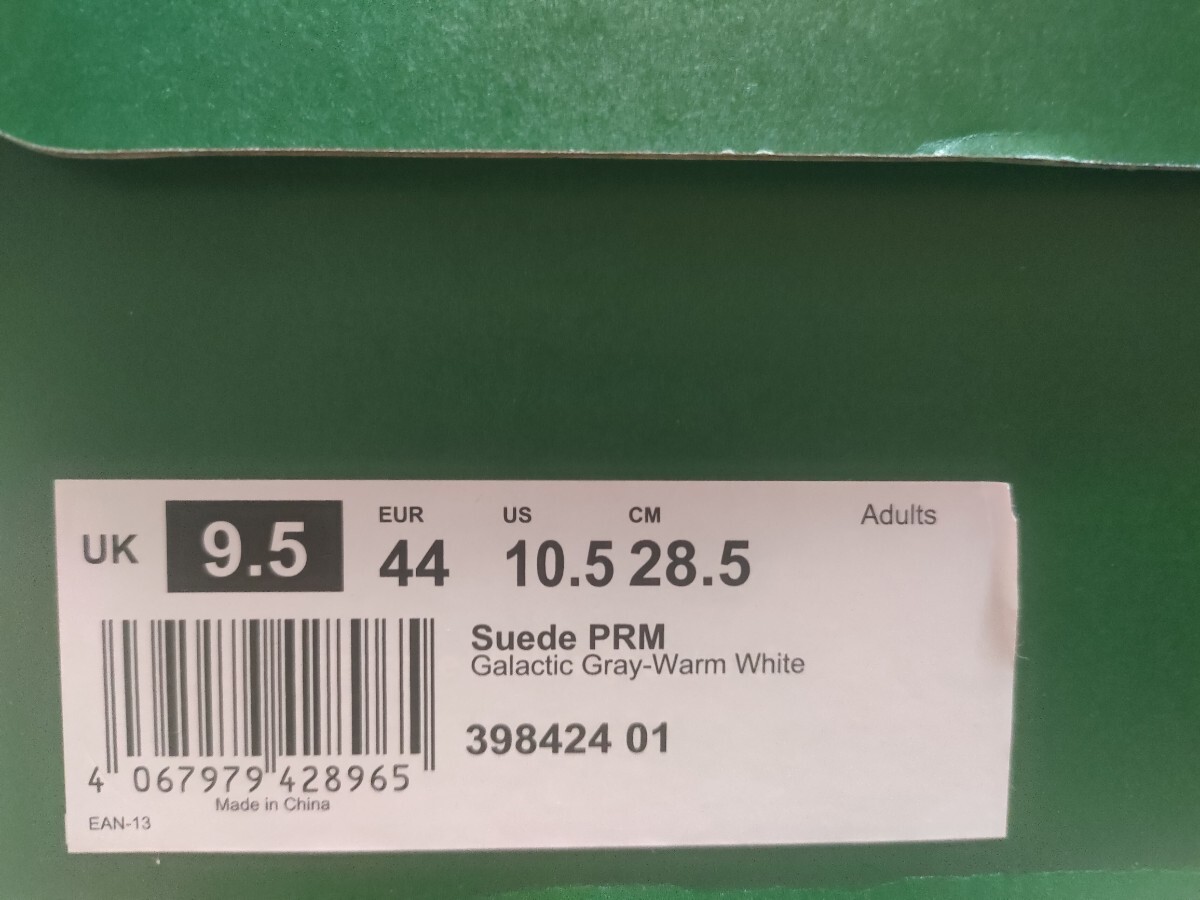 UK 9.5 EUR 44 US 10.5 CM 28.5 Adults
Suede PRM
Galactic Gray-Warm White
398424 01
4 067979 428965
Made in China
EAN-13